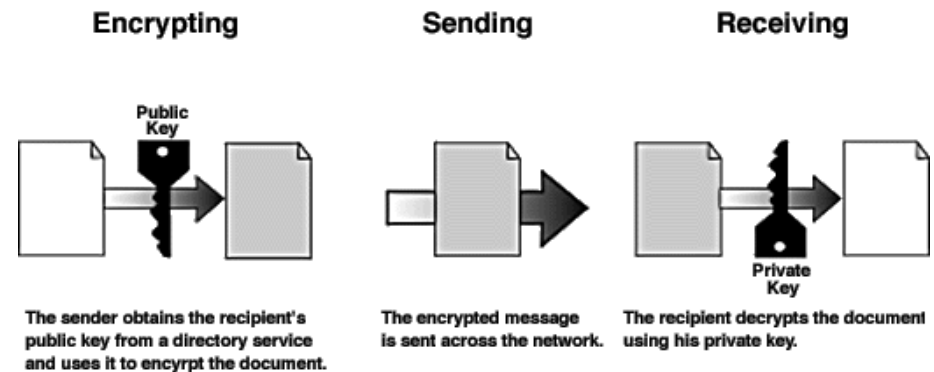 Encrypting
Sending
Receiving
Public
Key
Private
Key
The sender obtains the recipient's
public key from a directory service
and uses it to encyrpt the document.
The encrypted message
is sent across the network.
The recipient decrypts the document
using his private key.